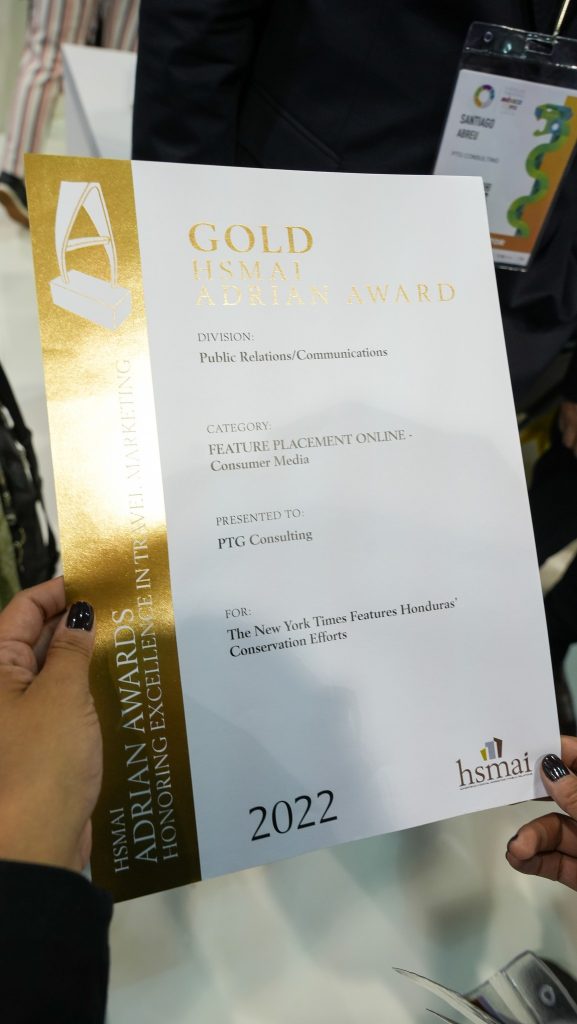 SANTIAGO
ABREU
PTG CONSULTING
GOLD
HSMAI
ADRIAN AWARD
DIVISION:
Public Relations/Communications
CATEGORY:
FEATURE PLACEMENT ONLINE -
Consumer Media
PRESENTED TO:
PTG Consulting
FOR:
The New York Times Features Honduras'
Conservation Efforts
2022
hsmai
HSMAI
ADRIAN AWARDS
HONORING EXCELLENCE IN TRAVEL MARKETING